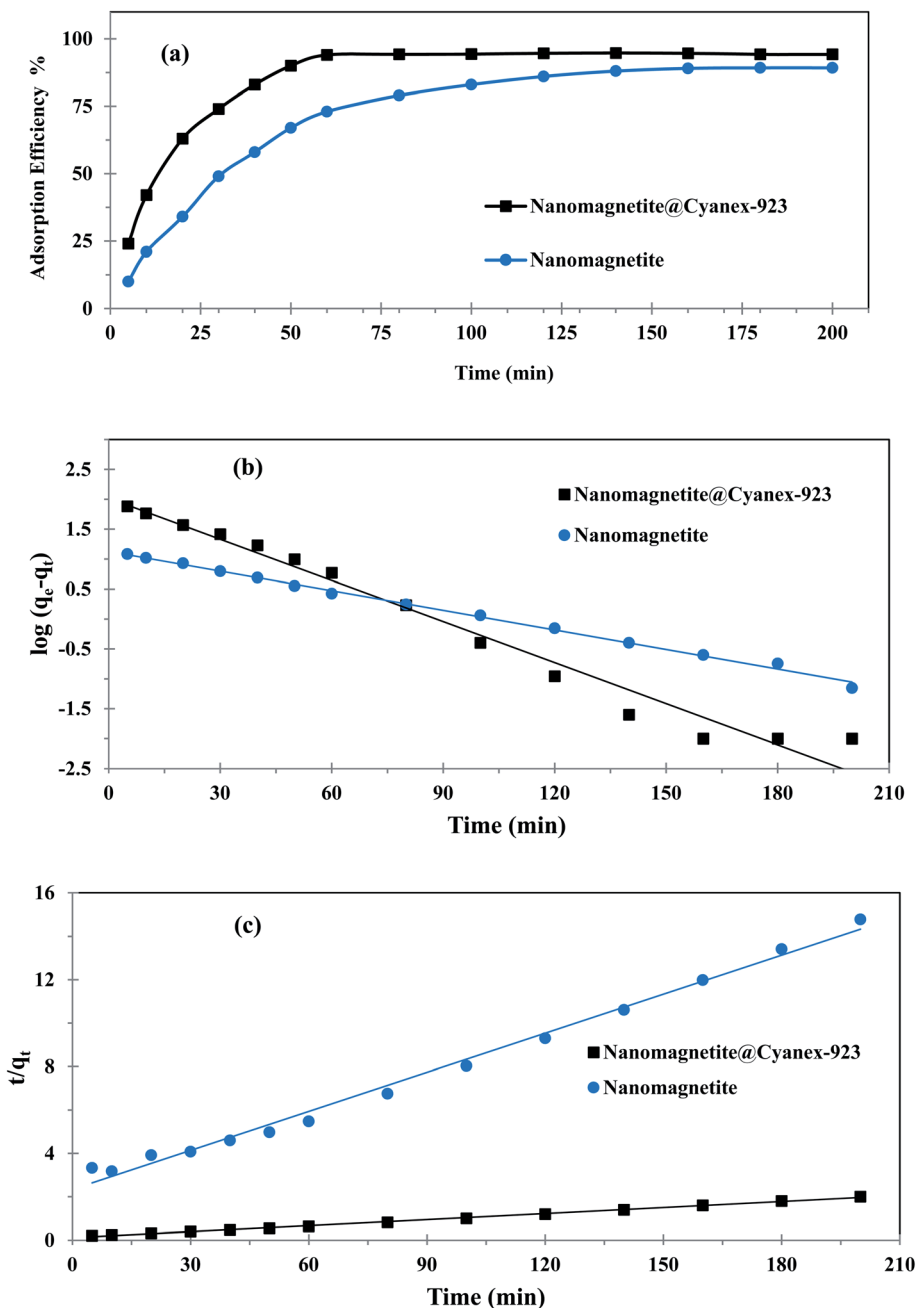 (a)
Adsorption Efficiency %
100
75
50
25
0
Nanomagnetite@Cyanex-923
Nanomagnetite
0 25 50 75 100 125 150 175 200
Time (min)
(b)
log (qe-qt)
2.5
1.5
0.5
-0.5
-1.5
-2.5
Nanomagnetite@Cyanex-923
Nanomagnetite
0 30 60 90 120 150 180 210
Time (min)
(c)
t/qt
16
12
8
4
0
Nanomagnetite@Cyanex-923
Nanomagnetite
0 30 60 90 120 150 180 210
Time (min)